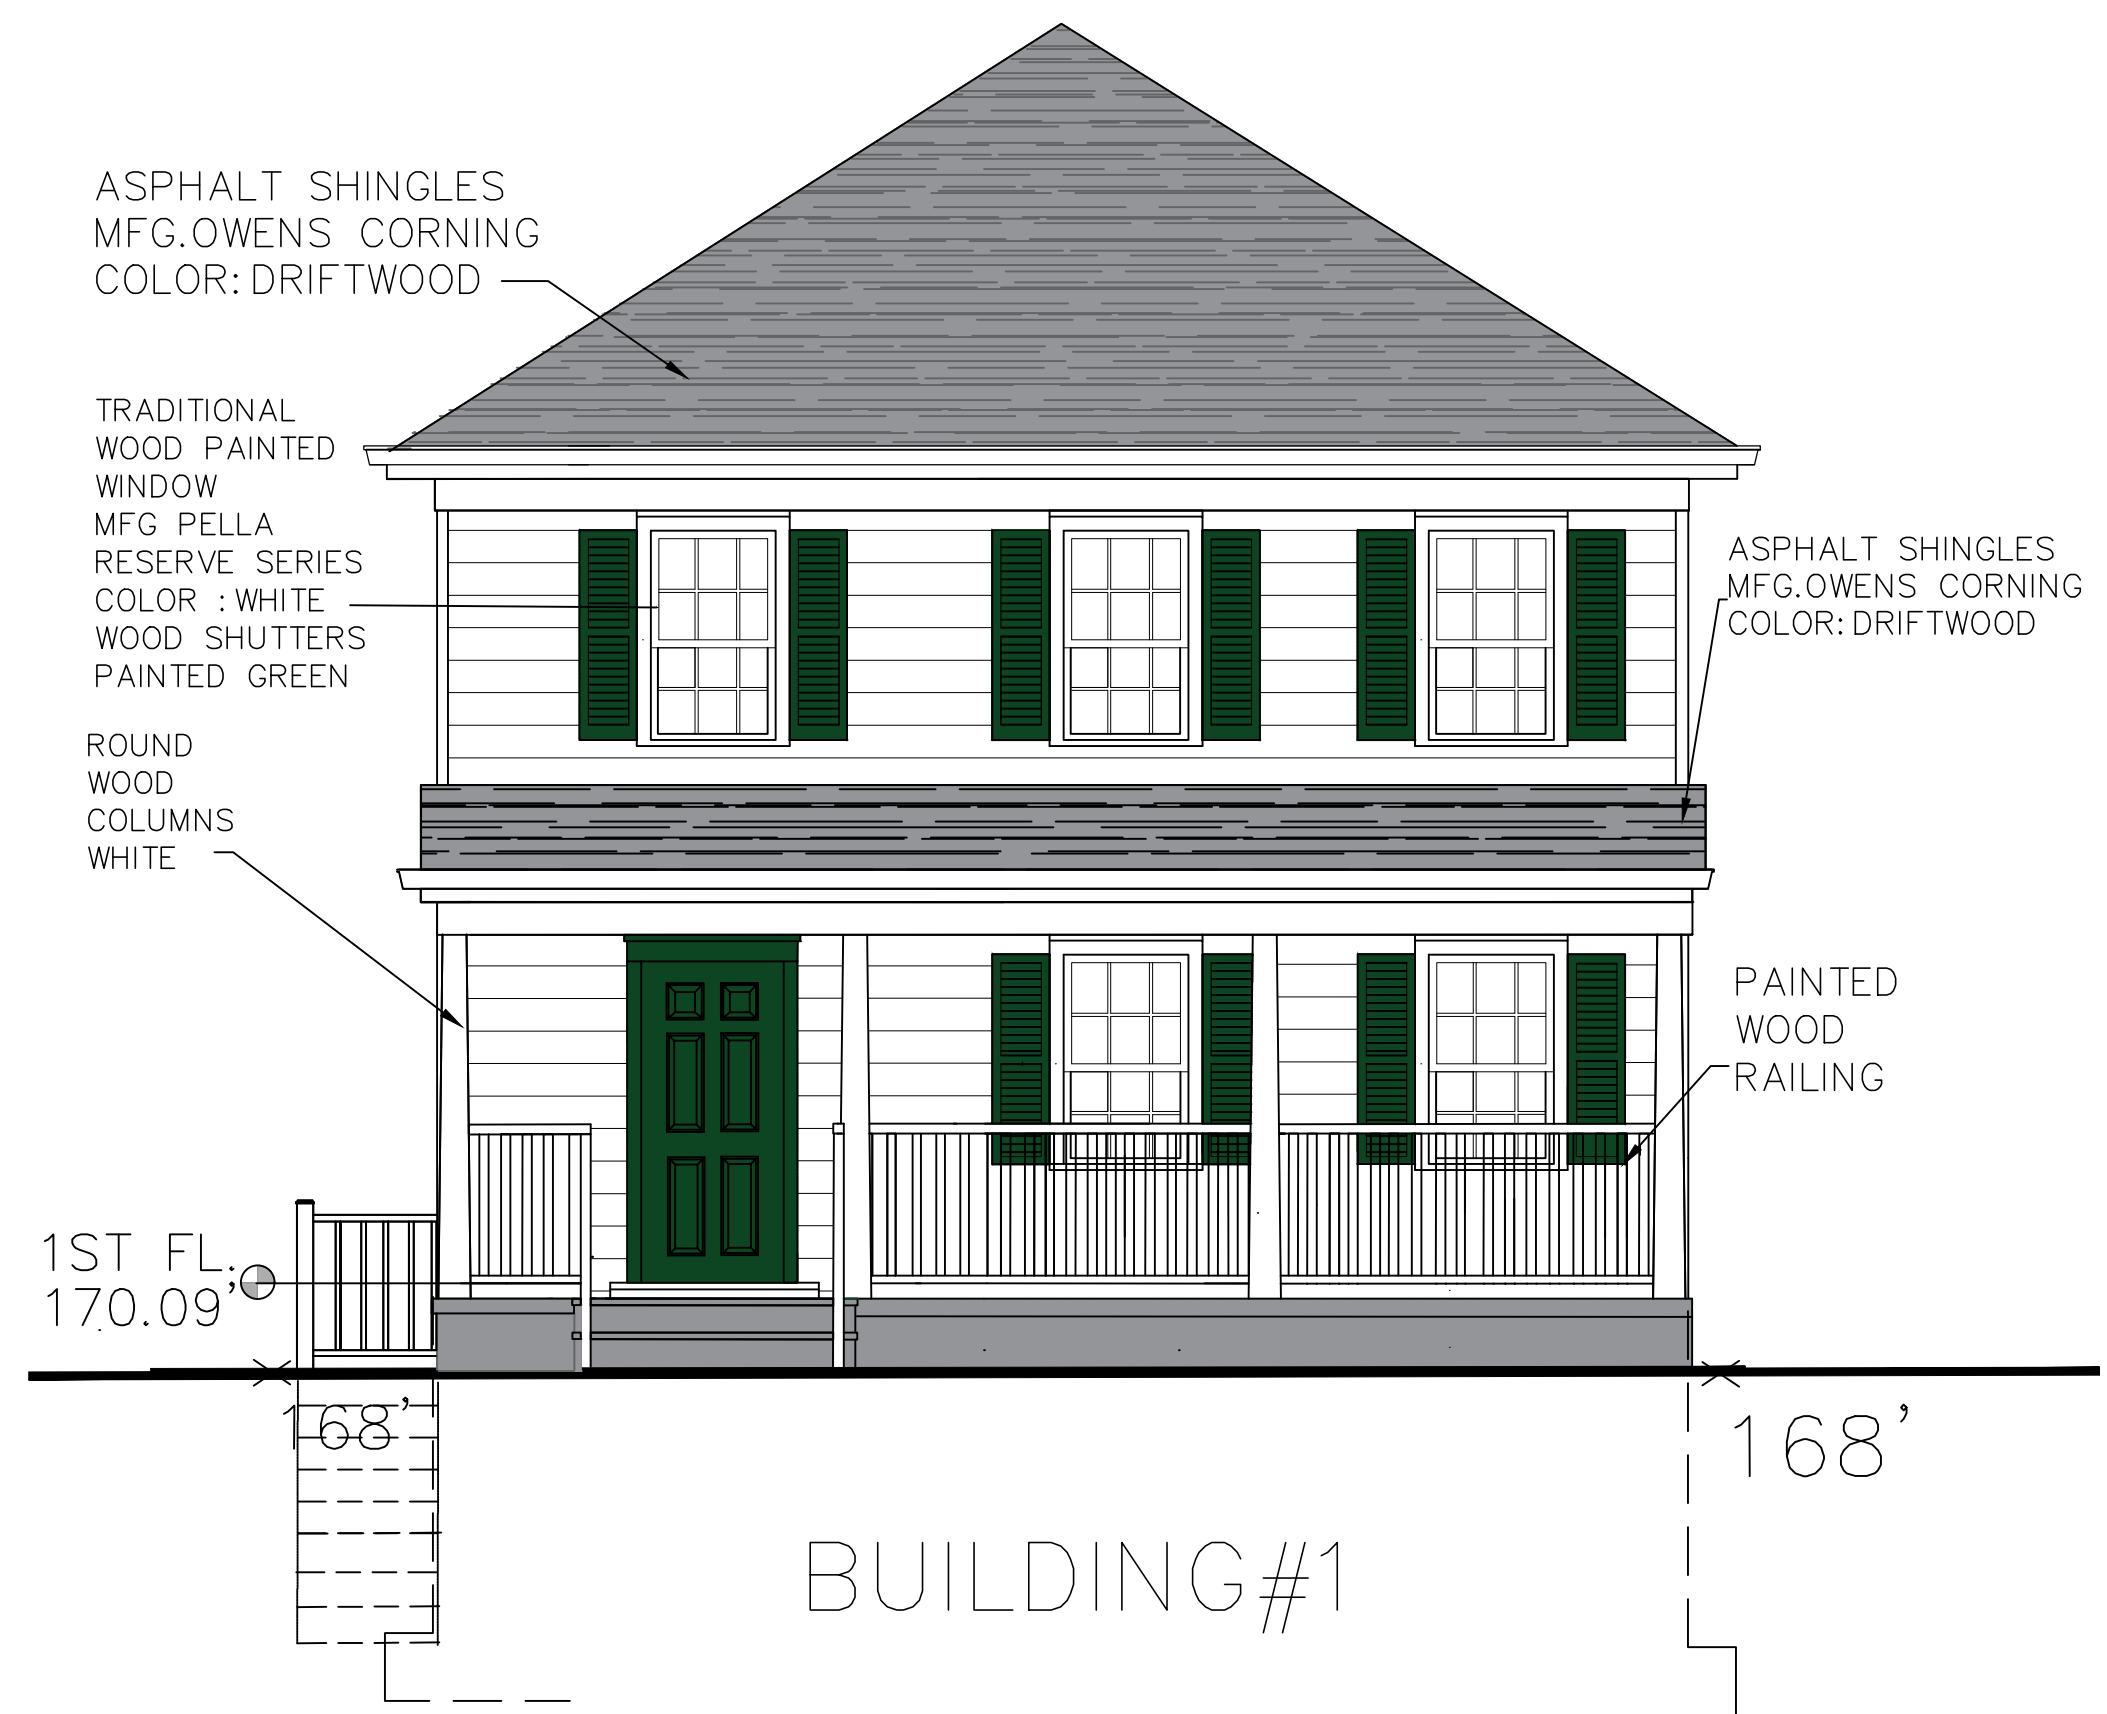 ASPHALT SHINGLES
MFG.OWENS CORNING
COLOR:DRIFTWOOD
TRADITIONAL
WOOD PAINTED
WINDOW
MFG PELLA
RESERVE SERIES
COLOR :WHITE
WOOD SHUTTERS
PAINTED GREEN
ASPHALT SHINGLES
MFG.OWENS CORNING
COLOR:DRIFTWOOD
ROUND
WOOD
COLUMNS
WHITE
PAINTED
WOOD
RAILING
1ST FL.
170.09'
168'
168'
BUILDING#1